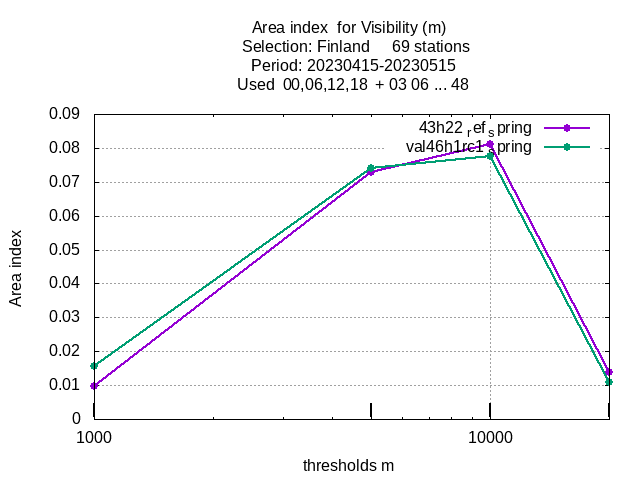 Area index for Visibility (m)
Selection: Finland 69 stations
Period: 20230415-20230515
Used 00,06,12,18 + 03 06 ... 48
0.09
0.08
0.07
0.06
0.05
0.04
0.03
0.02
0.01
0
Area index
43h22 ref spring
val46h1rc1 spring
1000
10000
thresholds m